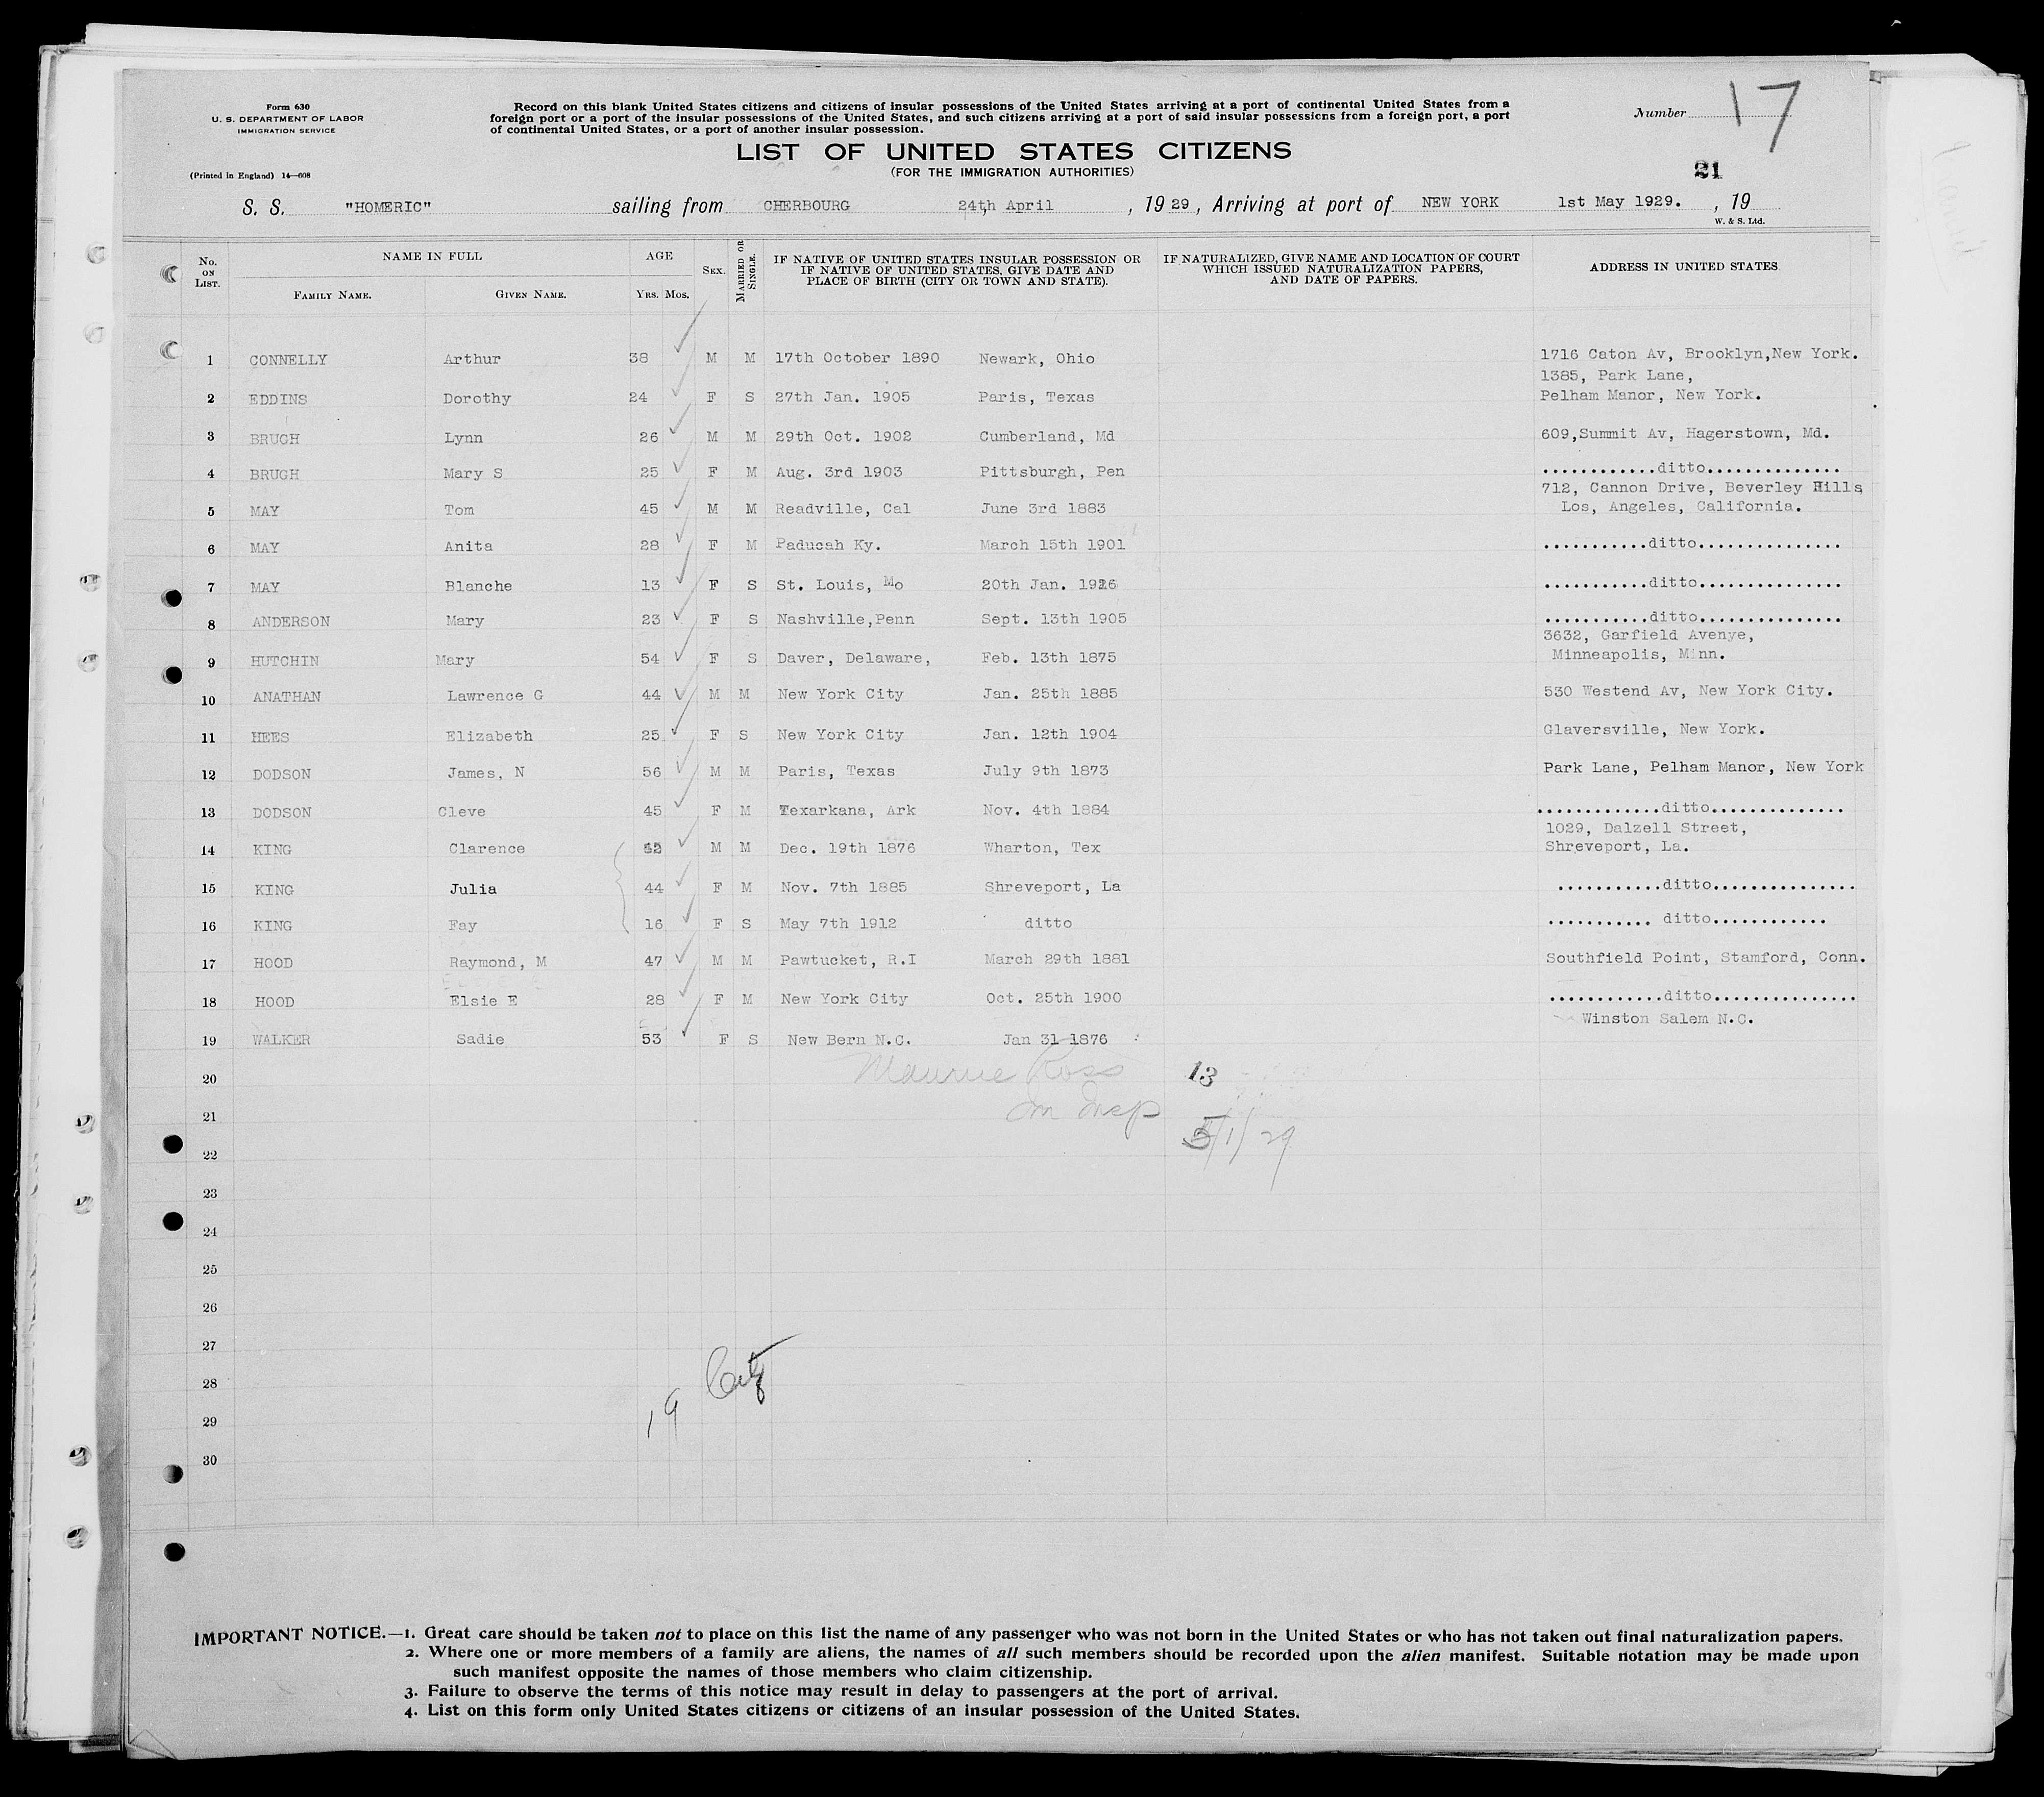 Form 630
U. S. DEPARTMENT OF LABOR
IMMIGRATION SERVICE
(Printed in England) 14—608
Record on this blank United States citizens and citizens of insular possessions of the United States arriving at a port of continental United States from a
foreign port or a port of the insular possessions of the United States, and such citizens arriving at a port of said insular possessions from a foreign port, a port
of continental United States, or a port of another insular possession.
Number 17
LIST OF UNITED STATES CITIZENS
(FOR THE IMMIGRATION AUTHORITIES)
21
S. S. "HOMERIC" sailing from CHERBOURG 24th April , 19 29 , Arriving at port of NEW YORK 1st May 1929. , 19
W. & S. Ltd.
No. ON LIST. NAME IN FULL AGE SEX. MARRIED OR SINGLE. IF NATIVE OF UNITED STATES INSULAR POSSESSION OR IF NATIVE OF UNITED STATES, GIVE DATE AND PLACE OF BIRTH (CITY OR TOWN AND STATE). IF NATURALIZED, GIVE NAME AND LOCATION OF COURT WHICH ISSUED NATURALIZATION PAPERS, AND DATE OF PAPERS. ADDRESS IN UNITED STATES
FAMILY NAME. GIVEN NAME. YRS. MOS.
1 CONNELLY Arthur 38 M M 17th October 1890 Newark, Ohio 1716 Caton Av, Brooklyn,New York.
1385, Park Lane,
2 EDDINS Dorothy 24 F S 27th Jan. 1905 Paris, Texas Pelham Manor, New York.
3 BRUGH Lynn 26 M M 29th Oct. 1902 Cumberland, Md 609,Summit Av, Hagerstown, Md.
4 BRUGH Mary S 25 F M Aug. 3rd 1903 Pittsburgh, Pen ............ditto..............
712, Cannon Drive, Beverley Hills
5 MAY Tom 45 M M Readville, Cal June 3rd 1883 Los, Angeles, California.
6 MAY Anita 28 F M Paducah Ky. March 15th 1901 ...........ditto...............
7 MAY Blanche 13 F S St. Louis, Mo 20th Jan. 1916 ...........ditto...............
8 ANDERSON Mary 23 F S Nashville,Penn Sept. 13th 1905 ...........ditto...............
3632, Garfield Avenye,
9 HUTCHIN Mary 54 F S Daver, Delaware, Feb. 13th 1875 Minneapolis, Minn.
10 ANATHAN Lawrence G 44 M M New York City Jan. 25th 1885 530 Westend Av, New York City.
11 HEES Elizabeth 25 F S New York City Jan. 12th 1904 Glaversville, New York.
12 DODSON James, N 56 M M Paris, Texas July 9th 1873 Park Lane, Pelham Manor, New York
13 DODSON Cleve 45 F M Texarkana, Ark Nov. 4th 1884 .............ditto..............
1029, Dalzell Street,
14 KING Clarence 52 M M Dec. 19th 1876 Wharton, Tex Shreveport, La.
15 KING Julia 44 F M Nov. 7th 1885 Shreveport, La ...........ditto...............
16 KING Fay 16 F S May 7th 1912 ditto ........... ditto............
17 HOOD Raymond, M 47 M M Pawtucket, R.I March 29th 1881 Southfield Point, Stamford, Conn.
18 HOOD Elsie E 28 F M New York City Oct. 25th 1900 ............ditto...............
Winston Salem N.C.
19 WALKER Sadie 53 F S New Bern N.C. Jan 31 1876
20 Maurice Ross 13
21 Im Insp
22 5/1/29
23
24
25
26
27
28
29 19 Citz
30
IMPORTANT NOTICE.—1. Great care should be taken not to place on this list the name of any passenger who was not born in the United States or who has not taken out final naturalization papers.
2. Where one or more members of a family are aliens, the names of all such members should be recorded upon the alien manifest. Suitable notation may be made upon
such manifest opposite the names of those members who claim citizenship.
3. Failure to observe the terms of this notice may result in delay to passengers at the port of arrival.
4. List on this form only United States citizens or citizens of an insular possession of the United States.